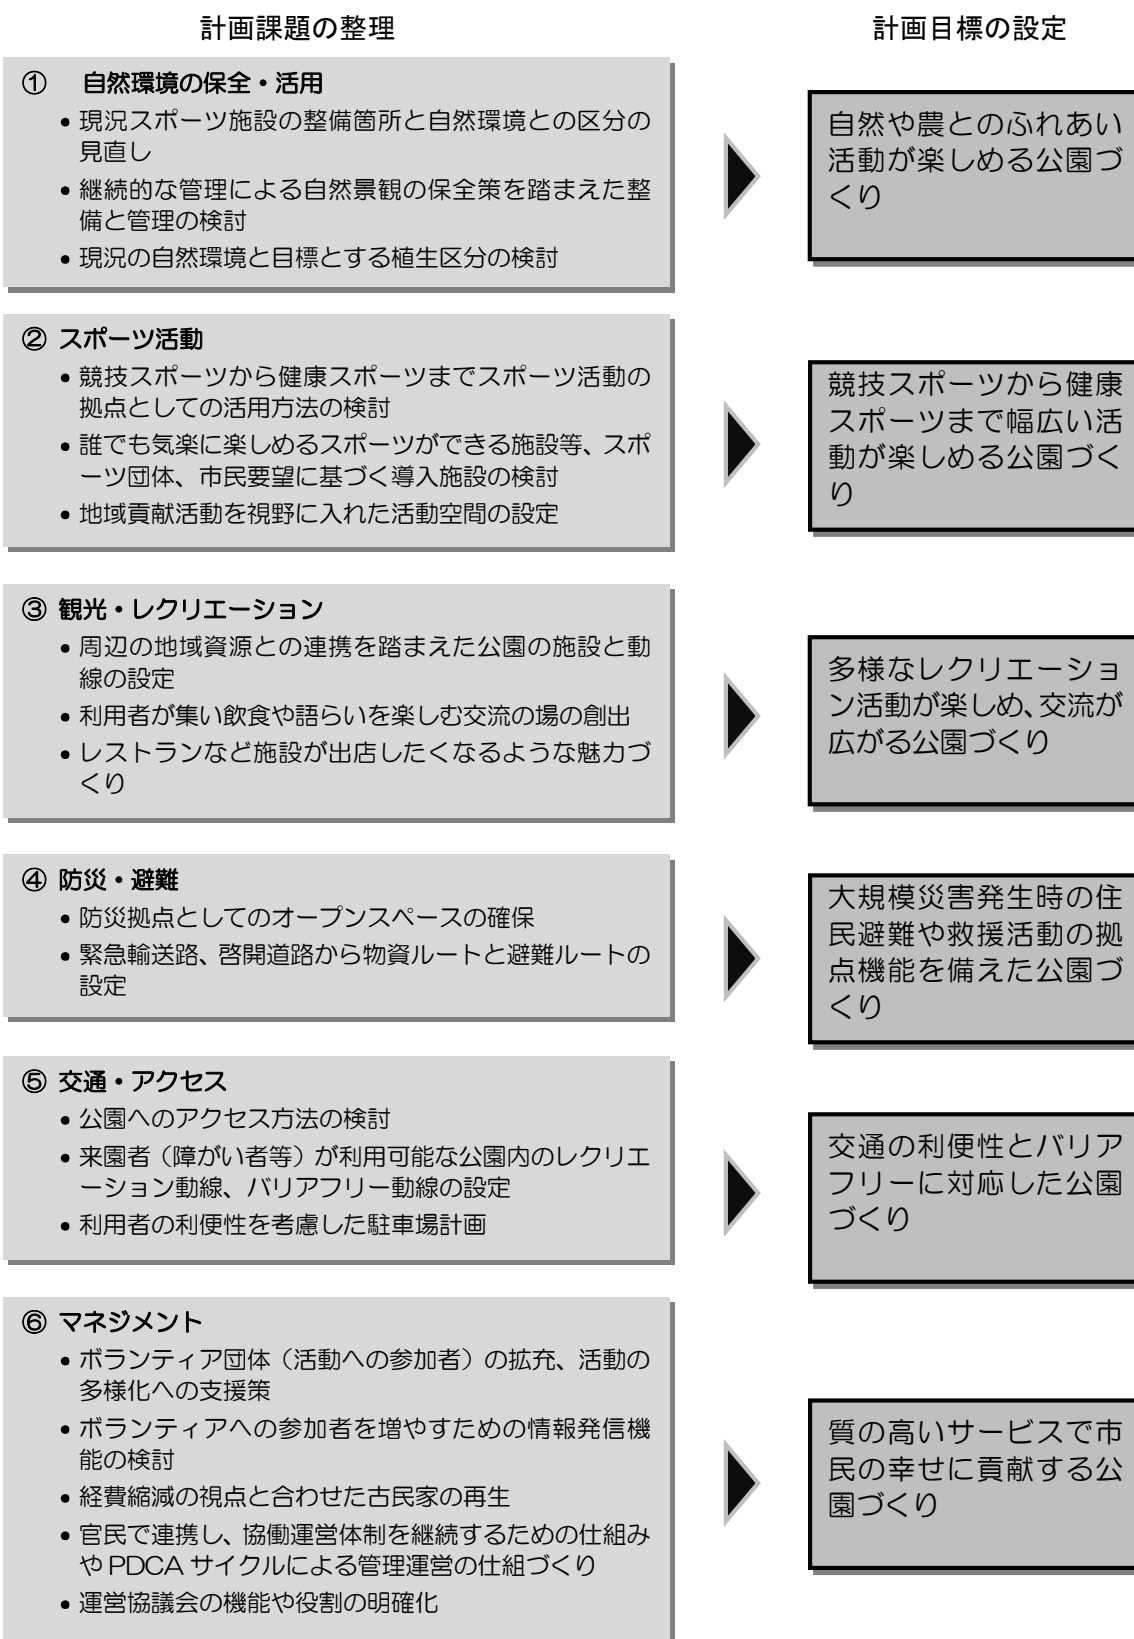 計画課題の整理
計画目標の設定
① 自然環境の保全・活用
• 現況スポーツ施設の整備箇所と自然環境との区分の
見直し
• 継続的な管理による自然景観の保全策を踏まえた整
備と管理の検討
• 現況の自然環境と目標とする植生区分の検討
自然や農とのふれあい
活動が楽しめる公園づ
くり
② スポーツ活動
• 競技スポーツから健康スポーツまでスポーツ活動の
拠点としての活用方法の検討
• 誰でも気楽に楽しめるスポーツができる施設等、スポ
ーツ団体、市民要望に基づく導入施設の検討
• 地域貢献活動を視野に入れた活動空間の設定
競技スポーツから健康
スポーツまで幅広い活
動が楽しめる公園づく
り
③ 観光・レクリエーション
• 周辺の地域資源との連携を踏まえた公園の施設と動
線の設定
• 利用者が集い飲食や語らいを楽しむ交流の場の創出
• レストランなど施設が出店したくなるような魅力づ
くり
多様なレクリエーショ
ン活動が楽しめ、交流が
広がる公園づくり
④ 防災・避難
• 防災拠点としてのオープンスペースの確保
• 緊急輸送路、啓開道路から物資ルートと避難ルートの
設定
大規模災害発生時の住
民避難や救援活動の拠
点機能を備えた公園づ
くり
⑤ 交通・アクセス
• 公園へのアクセス方法の検討
• 来園者（障がい者等）が利用可能な公園内のレクリエ
ーション動線、バリアフリー動線の設定
• 利用者の利便性を考慮した駐車場計画
交通の利便性とバリア
フリーに対応した公園
づくり
⑥ マネジメント
• ボランティア団体（活動への参加者）の拡充、活動の
多様化への支援策
• ボランティアへの参加者を増やすための情報発信機
能の検討
• 経費縮減の視点と合わせた古民家の再生
• 官民で連携し、協働運営体制を継続するための仕組み
や PDCA サイクルによる管理運営の仕組づくり
• 運営協議会の機能や役割の明確化
質の高いサービスで市
民の幸せに貢献する公
園づくり